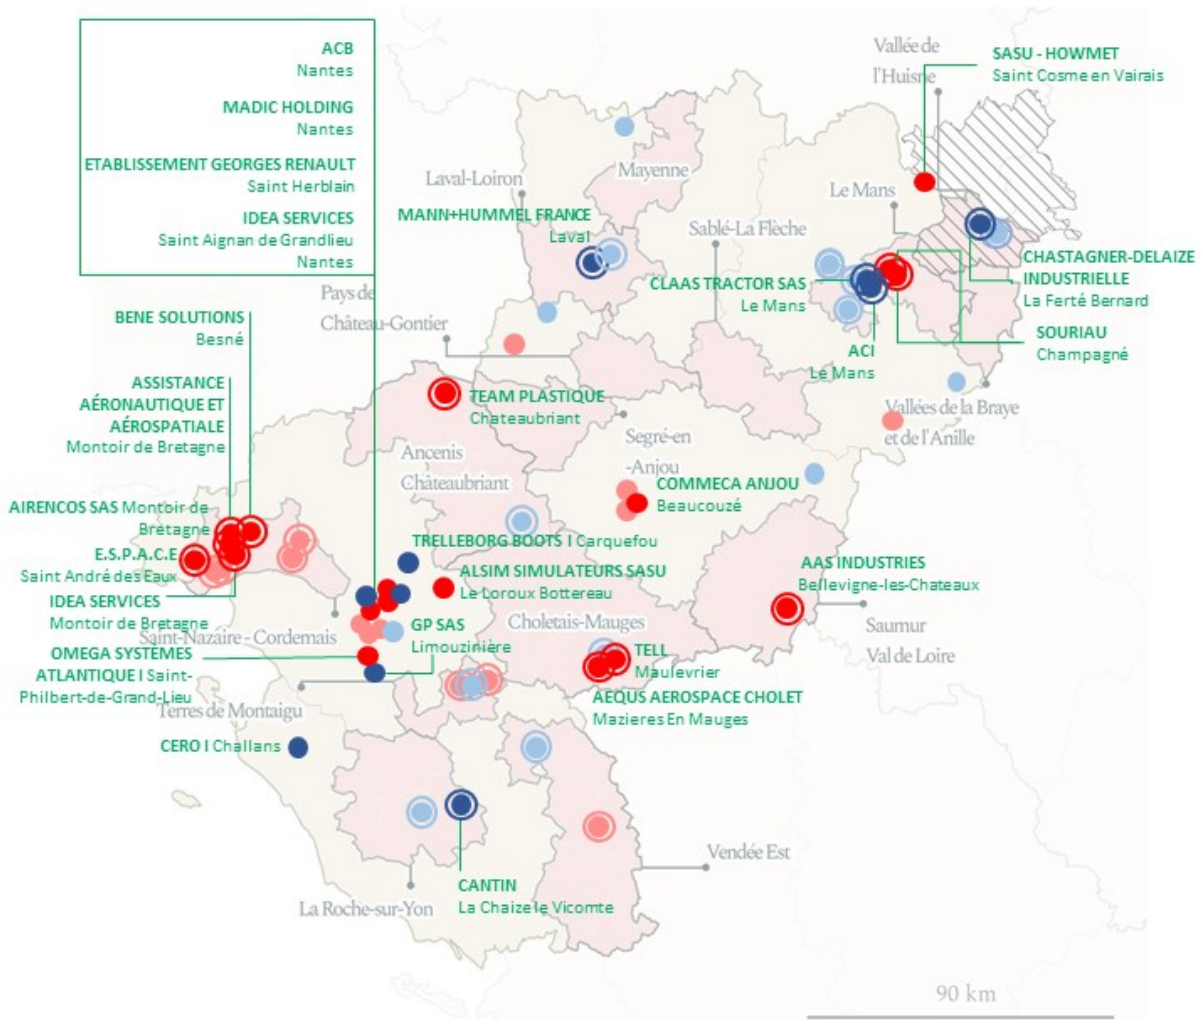 ACB
Nantes
MADIC HOLDING
Nantes
ETABLISSEMENT GEORGES RENAULT
Saint Herblain
IDEA SERVICES
Saint Aignan de Grandlieu
Nantes
Vallée de
l'Huisne
SASU - HOWMET
Saint Cosme en Vairais
Mayenne
Laval-Loiron
Le Mans
MANN+HUMMEL FRANCE
Laval
Sablé-La Flèche
CHASTAGNER-DELAIZE
INDUSTRIELLE
La Ferté Bernard
CLAAS TRACTOR SAS
Le Mans
Pays de
Château-Gontier
BENE SOLUTIONS
Besné
SOURIAU
Champagné
ACI
Le Mans
ASSISTANCE
AÉRONAUTIQUE ET
AÉROSPATIALE
Montoir de Bretagne
TEAM PLASTIQUE
Chateaubriant
Vallées de la Braye
et de l'Anille
Segré-en
-Anjou
Ancenis
Châteaubriant
COMMECA ANJOU
Beaucouzé
AIRENCOS SAS Montoir de
Bretagne
E.S.P.A.C.E
Saint André des Eaux
IDEA SERVICES
Montoir de Bretagne
TRELLEBORG BOOTS I Carquefou
ALSIM SIMULATEURS SASU
Le Loroux Bottereau
AAS INDUSTRIES
Bellevigne-les-Chateaux
Saint-Nazaire - Cordemais
GP SAS
Limouzinière
Choletais-Mauges
Saumur
Val de Loire
OMEGA SYSTÈMES
ATLANTIQUE I Saint-
Philbert-de-Grand-Lieu
TELL
Maulevrier
AEQUS AEROSPACE CHOLET
Mazieres En Mauges
Terres de Montaigu
CERO I Challans
Vendée Est
CANTIN
La Chaize le Vicomte
La Roche-sur-Yon
90 km